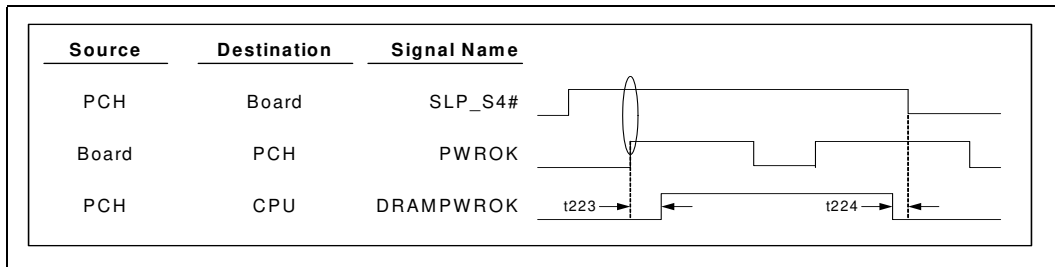 Source Destination Signal Name
PCH Board SLP_S4#
Board PCH PWROK
PCH CPU DRAMPWROK t223 t224